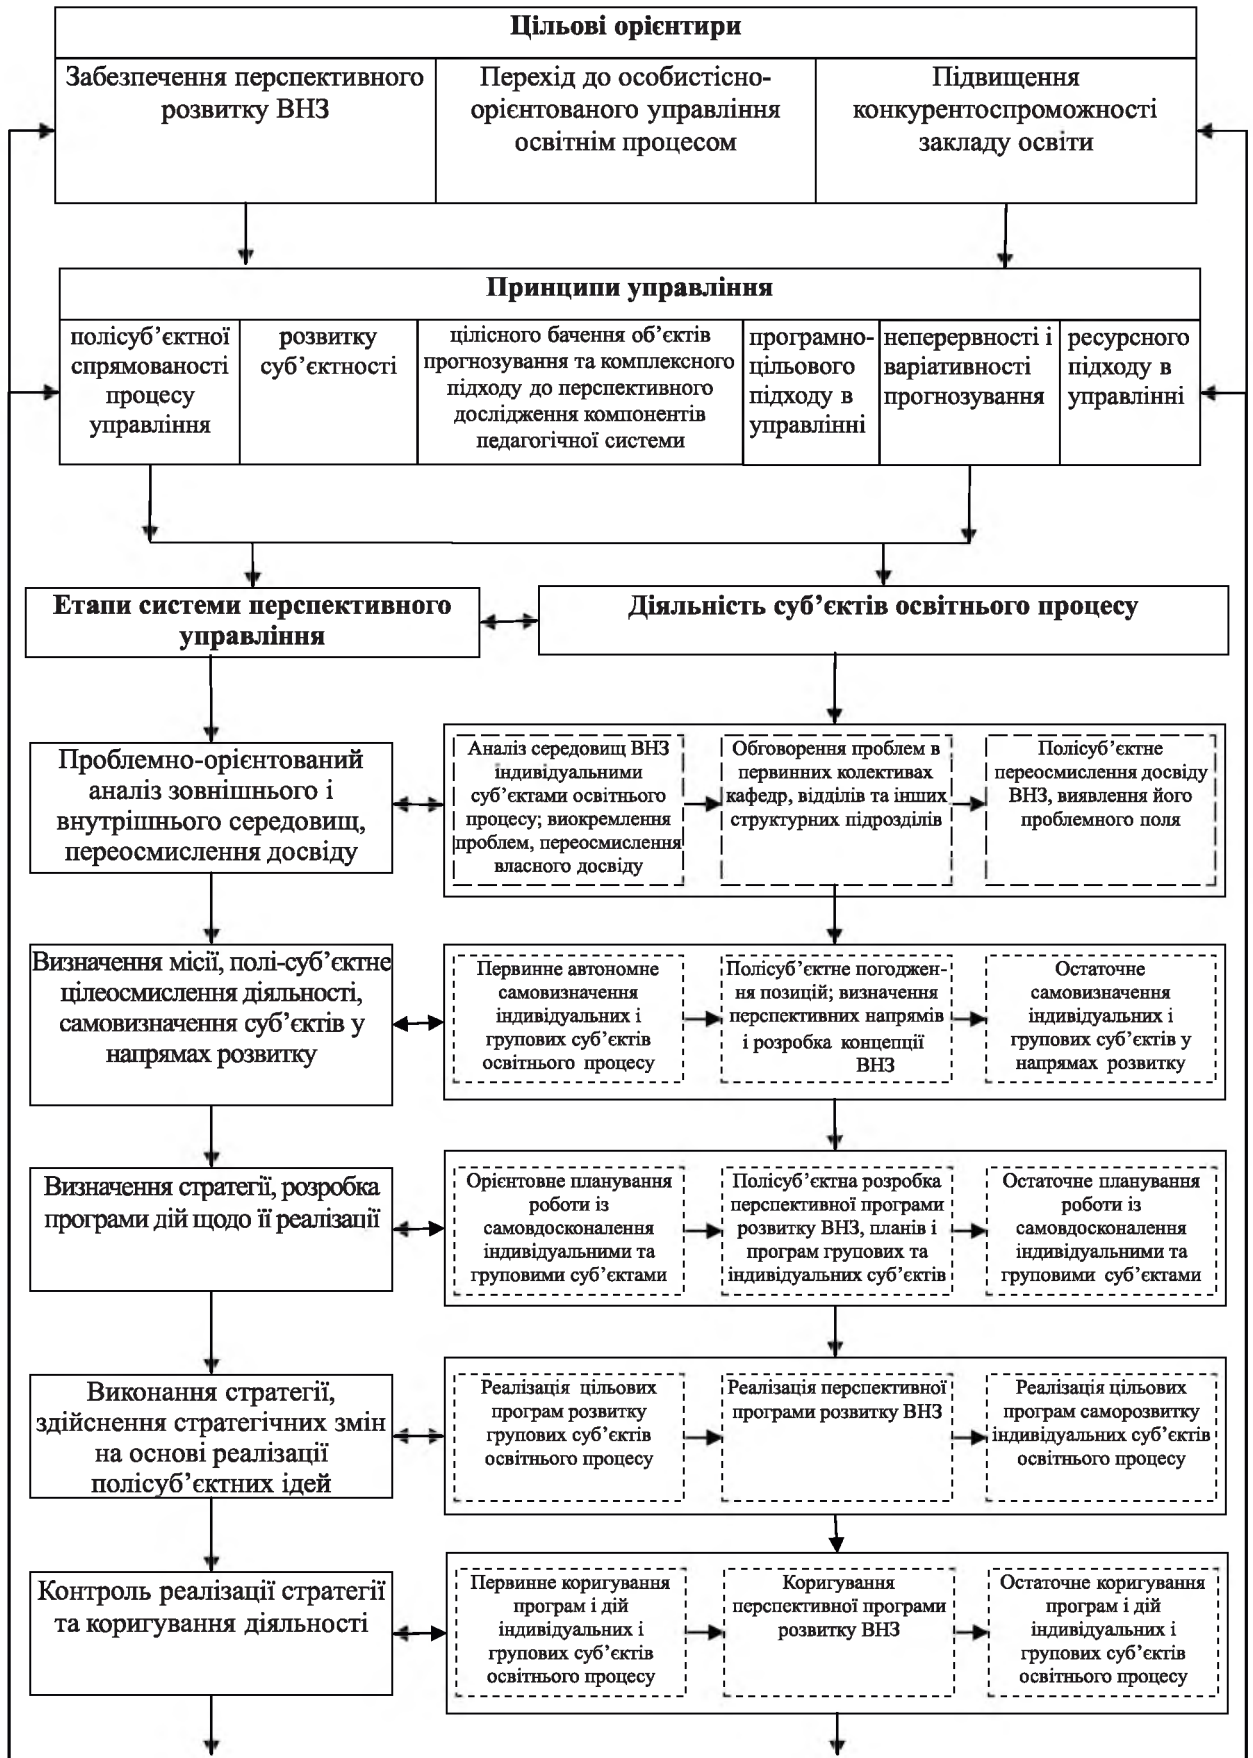 Цільові орієнтири
Забезпечення перспективного
розвитку ВНЗ
Перехід до особистісно-
орієнтованого управління
освітнім процесом
Підвищення
конкурентоспроможності
закладу освіти
Принципи управління
полісуб’єктної
спрямованості
процесу
управління
розвитку
суб’єктності
цілісного бачення об’єктів
прогнозування та комплексного
підходу до перспективного
дослідження компонентів
педагогічної системи
програмно-
цільового
підходу в
управлінні
неперервності і
варіативності
прогнозування
ресурсного
підходу в
управлінні
Етапи системи перспективного
управління
Діяльність суб’єктів освітнього процесу
Проблемно-орієнтований
аналіз зовнішнього і
внутрішнього середовищ,
переосмислення досвіду
Аналіз середовищ ВНЗ
індивідуальними
суб’єктами освітнього
процесу; виокремлення
проблем, переосмислення
власного досвіду
Обговорення проблем в
первинних колективах
кафедр, відділів та інших
структурних підрозділів
Полісуб’єктне
переосмислення досвіду
ВНЗ, виявлення його
проблемного поля
Визначення місії, полі-суб’єктне
цілеосмислення діяльності,
самовизначення суб’єктів у
напрямах розвитку
Первинне автономне
самовизначення
індивідуальних і
групових суб’єктів
освітнього процесу
Полісуб’єктне погоджен-
ня позицій; визначення
перспективних напрямів
і розробка концепції
ВНЗ
Остаточне
самовизначення
індивідуальних і
групових суб’єктів у
напрямах розвитку
Визначення стратегії, розробка
програми дій щодо її реалізації
Орієнтовне планування
роботи із
самовдосконалення
індивідуальними та
груповими суб’єктами
Полісуб’єктна розробка
перспективної програми
розвитку ВНЗ, планів і
програм групових та
індивідуальних суб’єктів
Остаточне планування
роботи із
самовдосконалення
індивідуальними та
груповими суб’єктами
Виконання стратегії,
здійснення стратегічних змін
на основі реалізації
полісуб’єктних ідей
Реалізація цільових
програм розвитку
групових суб’єктів
освітнього процесу
Реалізація перспективної
програми розвитку ВНЗ
Реалізація цільових
програм саморозвитку
індивідуальних суб’єктів
освітнього процесу
Контроль реалізації стратегії
та коригування діяльності
Первинне коригування
програм і дій
індивідуальних і
групових суб’єктів
освітнього процесу
Коригування
перспективної програми
розвитку ВНЗ
Остаточне коригування
програм і дій
індивідуальних і
групових суб’єктів
освітнього процесу